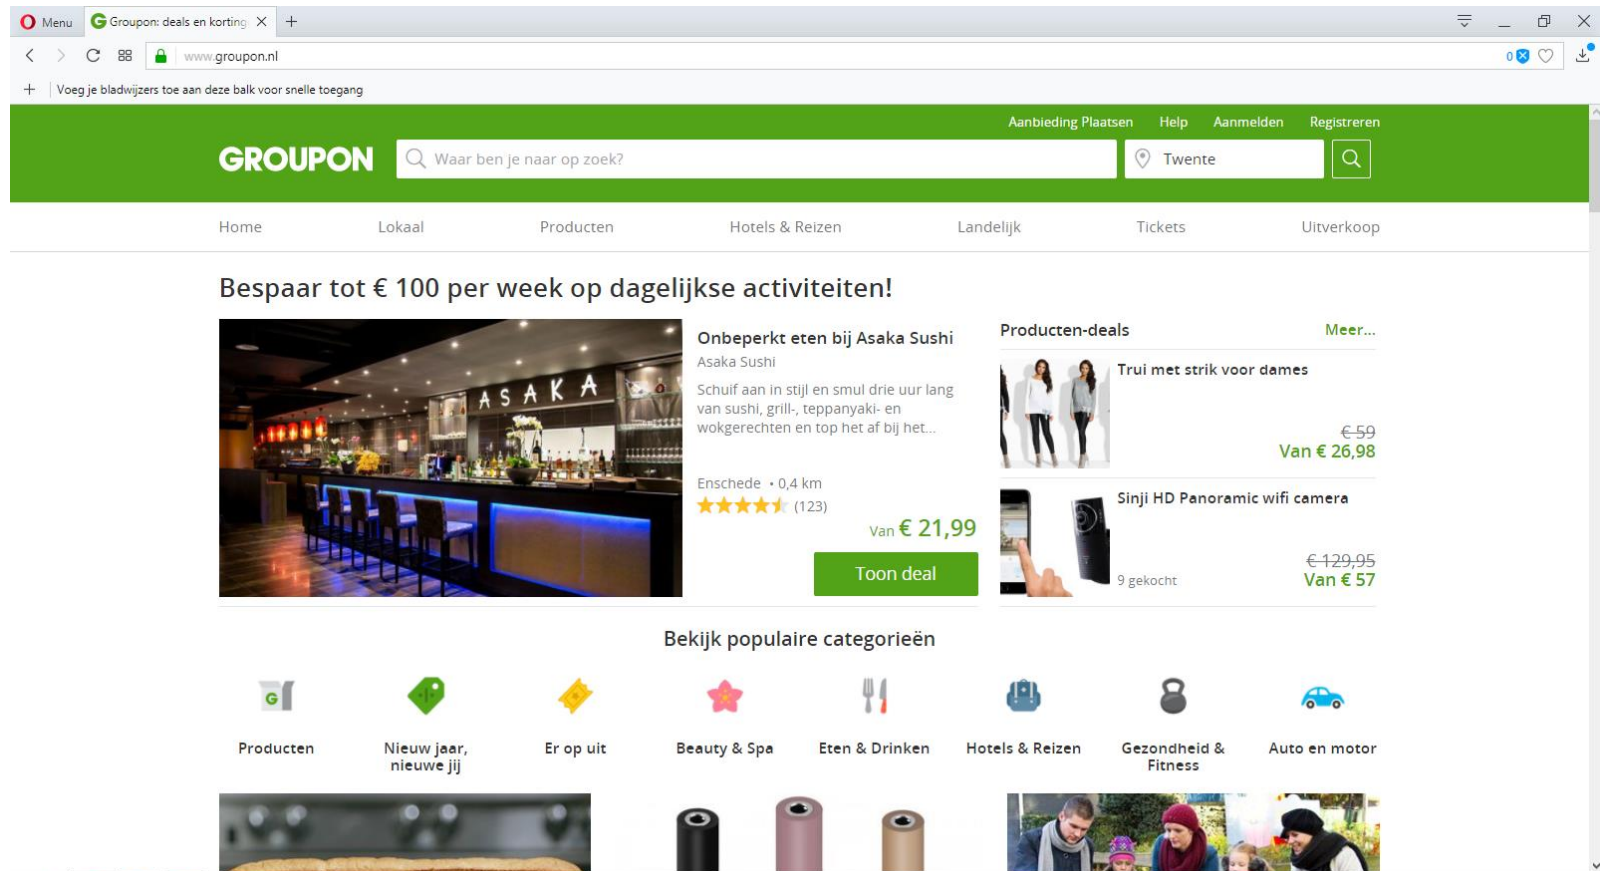 Menu
Groupon: deals en korting
www.groupon.nl
0
Voeg je bladwijzers toe aan deze balk voor snelle toegang
Aanbieding Plaatsen Help Aanmelden Registreren
GROUPON
Waar ben je naar op zoek?
Twente
Home Lokaal Producten Hotels & Reizen Landelijk Tickets Uitverkoop
Bespaar tot € 100 per week op dagelijkse activiteiten!
ASAKA
Onbeperkt eten bij Asaka Sushi
Asaka Sushi
Schuif aan in stijl en smul drie uur lang
van sushi, grill-, teppanyaki- en
wokgerechten en top het af bij het...
Enschede • 0,4 km
(123)
Van € 21,99
Toon deal
Producten-deals Meer...
Trui met strik voor dames
€ 59
Van € 26,98
Sinji HD Panoramic wifi camera
€ 129,95
9 gekocht Van € 57
Bekijk populaire categorieën
G
Producten
Nieuw jaar,
nieuwe jij
Er op uit
Beauty & Spa
Eten & Drinken
Hotels & Reizen
Gezondheid &
Fitness
Auto en motor